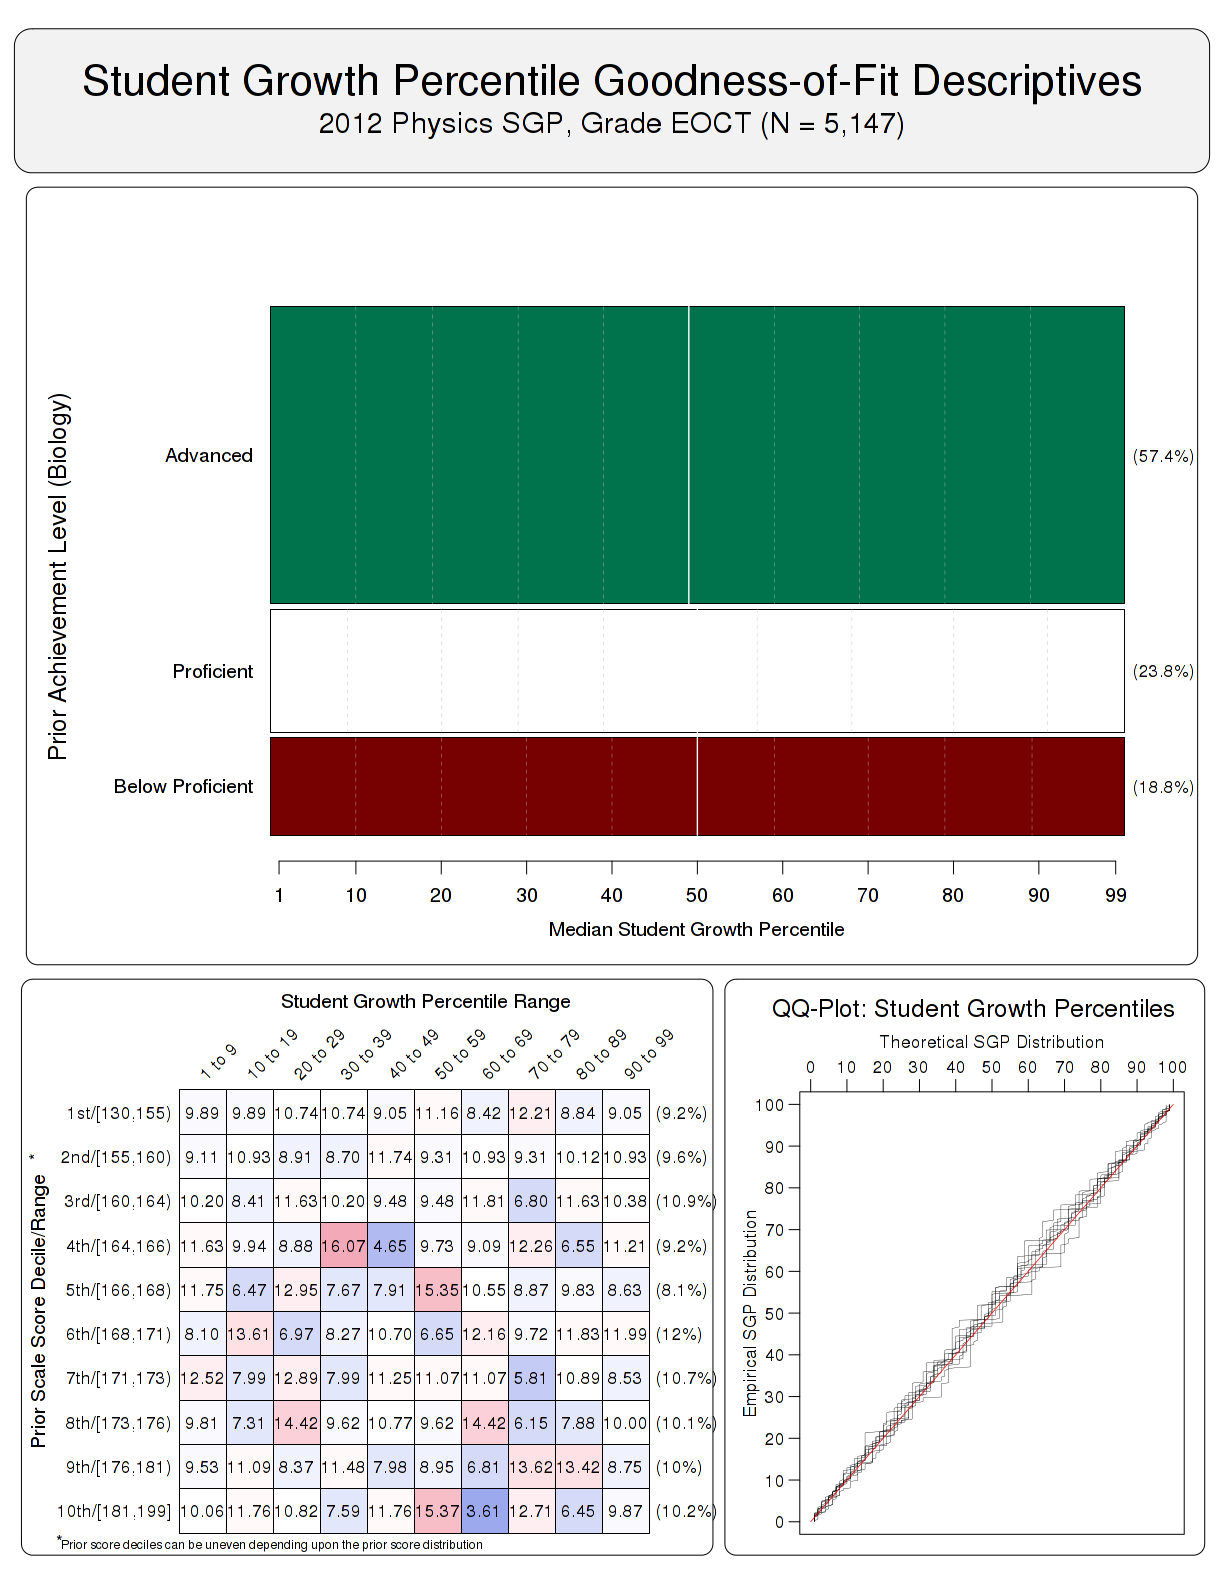 Student Growth Percentile Goodness-of-Fit Descriptives
2012 Physics SGP, Grade EOCT (N = 5,147)
Prior Achievement Level (Biology)
Advanced
(57.4%)
Proficient
(23.8%)
Below Proficient
(18.8%)
1 10 20 30 40 50 60 70 80 90 99
Median Student Growth Percentile
Student Growth Percentile Range
1 to 9 10 to 19 20 to 29 30 to 39 40 to 49 50 to 59 60 to 69 70 to 79 80 to 89 90 to 99
Prior Scale Score Decile/Range *
1st/[130,155) 9.89 9.89 10.74 10.74 9.05 11.16 8.42 12.21 8.84 9.05 (9.2%)
2nd/[155,160) 9.11 10.93 8.91 8.70 11.74 9.31 10.93 9.31 10.12 10.93 (9.6%)
3rd/[160,164) 10.20 8.41 11.63 10.20 9.48 9.48 11.81 6.80 11.63 10.38 (10.9%)
4th/[164,166) 11.63 9.94 8.88 16.07 4.65 9.73 9.09 12.26 6.55 11.21 (9.2%)
5th/[166,168) 11.75 6.47 12.95 7.67 7.91 15.35 10.55 8.87 9.83 8.63 (8.1%)
6th/[168,171) 8.10 13.61 6.97 8.27 10.70 6.65 12.16 9.72 11.83 11.99 (12%)
7th/[171,173) 12.52 7.99 12.89 7.99 11.25 11.07 11.07 5.81 10.89 8.53 (10.7%)
8th/[173,176) 9.81 7.31 14.42 9.62 10.77 9.62 14.42 6.15 7.88 10.00 (10.1%)
9th/[176,181) 9.53 11.09 8.37 11.48 7.98 8.95 6.81 13.62 13.42 8.75 (10%)
10th/[181,199] 10.06 11.76 10.82 7.59 11.76 15.37 3.61 12.71 6.45 9.87 (10.2%)
*Prior score deciles can be uneven depending upon the prior score distribution
QQ-Plot: Student Growth Percentiles
Theoretical SGP Distribution
0 10 20 30 40 50 60 70 80 90 100
Empirical SGP Distribution
100
90
80
70
60
50
40
30
20
10
0